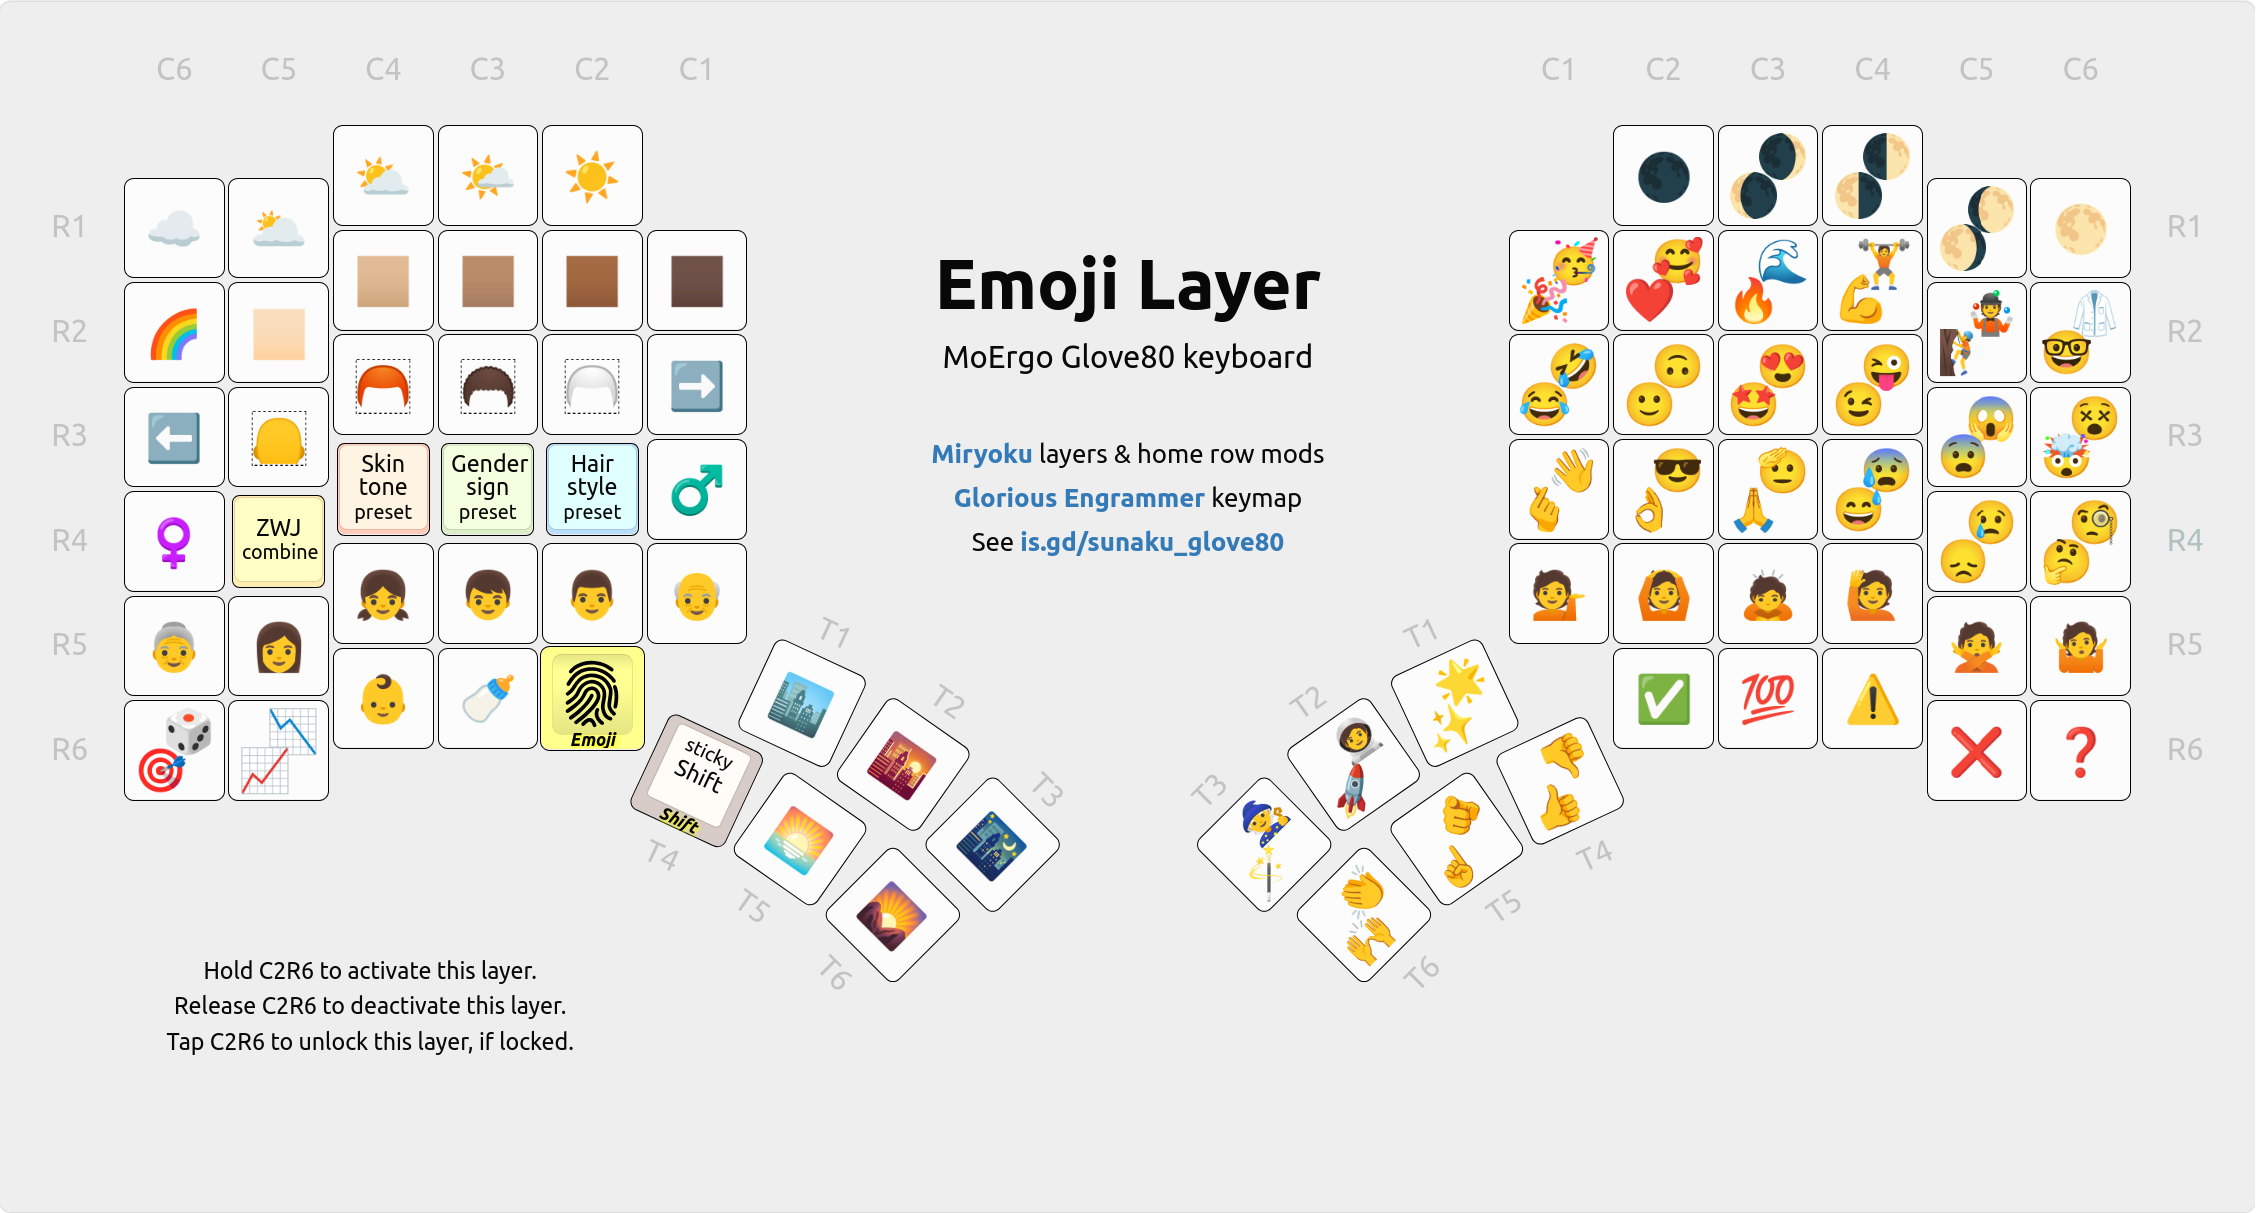 C6 C5 C4 C3 C2 C1
C1 C2 C3 C4 C5 C6
R1
R2
R3
R4
R5
R6
Skin
tone
preset
Gender
sign
preset
Hair
style
preset
ZWJ
combine
Emoji
sticky
Shift
Shift
T1
T2
T3
T4
T5
T6
Emoji Layer
MoErgo Glove80 keyboard
Miryoku layers & home row mods
Glorious Engrammer keymap
See is.gd/sunaku_glove80
T1
T2
T3
T4
T5
T6
100
R1
R2
R3
R4
R5
R6
Hold C2R6 to activate this layer.
Release C2R6 to deactivate this layer.
Tap C2R6 to unlock this layer, if locked.